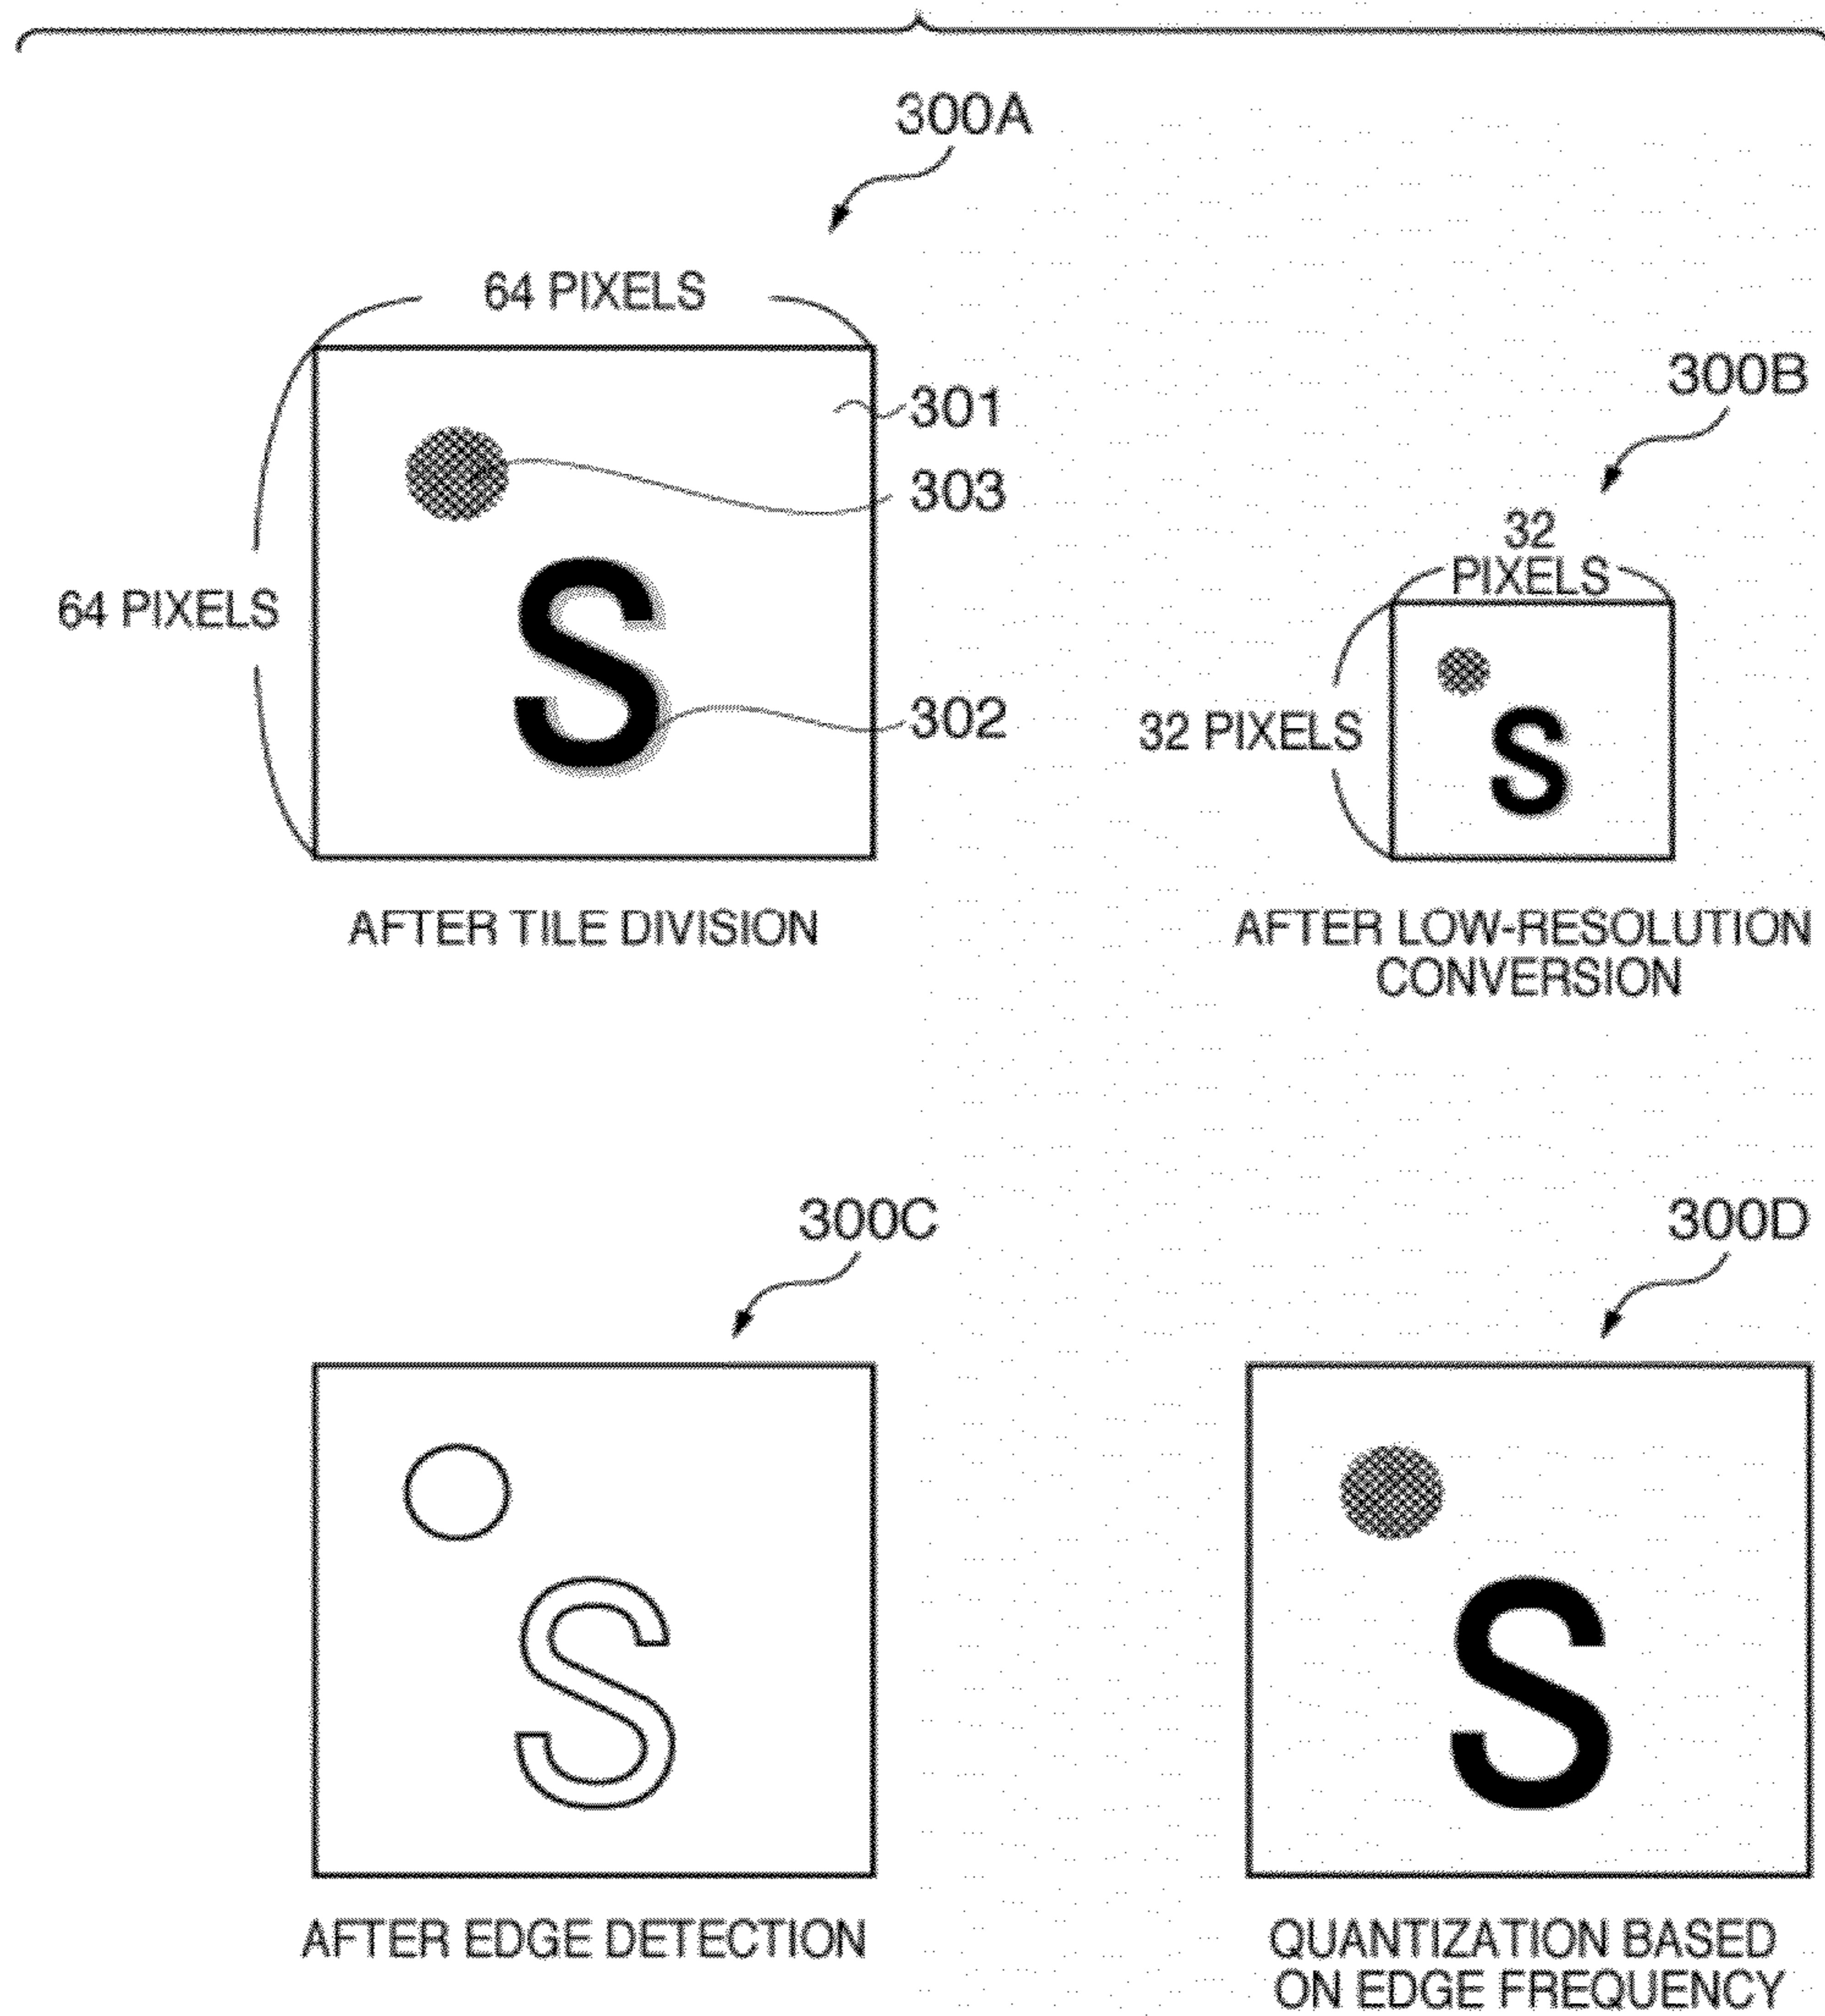 300A
64 PIXELS
301
303
64 PIXELS
S
302
AFTER TILE DIVISION
300B
32
PIXELS
32 PIXELS
S
AFTER LOW-RESOLUTION
CONVERSION
300C
S
AFTER EDGE DETECTION
300D
S
QUANTIZATION BASED
ON EDGE FREQUENCY